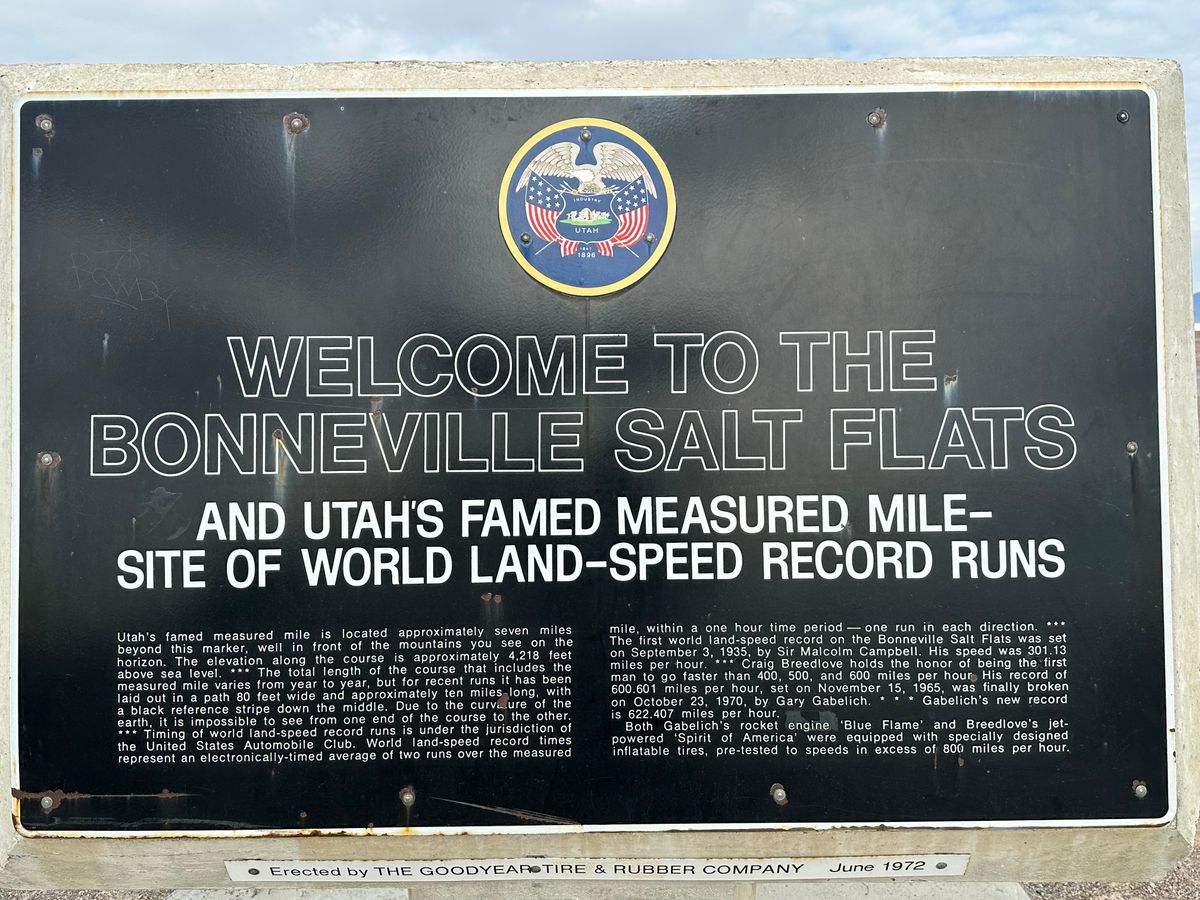 INDUSTRY
UTAH
1847
1896
WELCOME TO THE
BONNEVILLE SALT FLATS
AND UTAH'S FAMED MEASURED MILE–
SITE OF WORLD LAND–SPEED RECORD RUNS
Utah's famed measured mile is located approximately seven miles
beyond this marker, well in front of the mountains you see on the
horizon. The elevation along the course is approximately 4,218 feet
above sea level. *** The total length of the course that includes the
measured mile varies from year to year, but for recent runs it has been
laid out in a path 80 feet wide and approximately ten miles long, with
a black reference stripe down the middle. Due to the curvature of the
earth, it is impossible to see from one end of the course to the other.
*** Timing of world land-speed record runs is under the jurisdiction of
the United States Automobile Club. World land-speed record times
represent an electronically-timed average of two runs over the measured
mile, within a one hour time period — one run in each direction. ***
The first world land-speed record on the Bonneville Salt Flats was set
on September 3, 1935, by Sir Malcolm Campbell. His speed was 301.13
miles per hour. *** Craig Breedlove holds the honor of being the first
man to go faster than 400, 500, and 600 miles per hour. His record of
600.601 miles per hour, set on November 15, 1965, was finally broken
on October 23, 1970, by Gary Gabelich. * * * Gabelich's new record
is 622.407 miles per hour.
Both Gabelich's rocket engine 'Blue Flame' and Breedlove's jet-
powered 'Spirit of America' were equipped with specially designed
inflatable tires, pre-tested to speeds in excess of 800 miles per hour.
Erected by THE GOODYEAR TIRE & RUBBER COMPANY June 1972